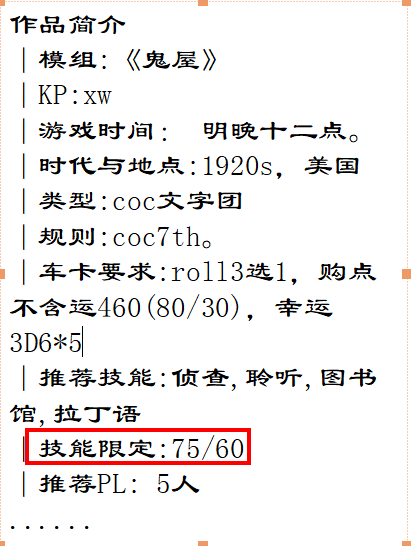 作品简介
｜模组:《鬼屋》
｜KP:xw
｜游戏时间： 明晚十二点。
｜时代与地点:1920s，美国
｜类型:coc文字团
｜规则:coc7th。
｜车卡要求:roll3选1，购点
不含运460(80/30)，幸运
3D6*5
｜推荐技能:侦查,聆听,图书
馆,拉丁语
｜技能限定:75/60
｜推荐PL: 5人
......